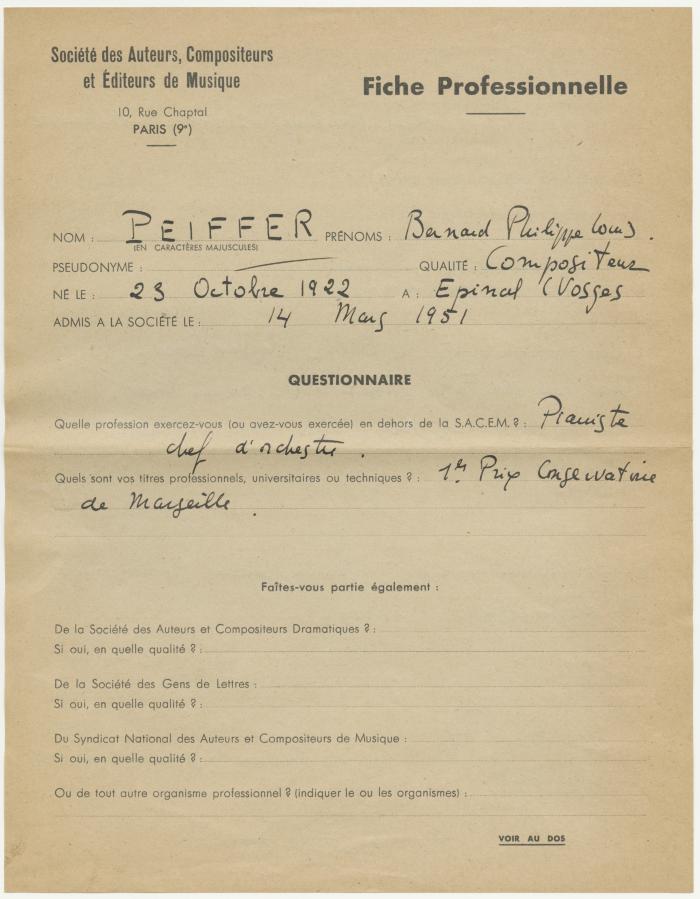 Société des Auteurs, Compositeurs
et Éditeurs de Musique
10, Rue Chaptal
PARIS (9e)
Fiche Professionnelle
NOM : PEIFFER PRÉNOMS : Bernard Philippe Louis.
(EN CARACTÈRES MAJUSCULES)
PSEUDONYME : — QUALITÉ : Compositeur
NÉ LE : 23 Octobre 1922 A : Epinal (Vosges
ADMIS A LA SOCIÉTÉ LE : 14 Mars 1951
QUESTIONNAIRE
Quelle profession exercez-vous (ou avez-vous exercée) en dehors de la S.A.C.E.M. ? : Pianiste
chef d'orchestre.
Quels sont vos titres professionnels, universitaires ou techniques ? : 1er Prix Conservatoire
de Marseille.
Faîtes-vous partie également :
De la Société des Auteurs et Compositeurs Dramatiques ? :
Si oui, en quelle qualité ? :
De la Société des Gens de Lettres :
Si oui, en quelle qualité ? :
Du Syndicat National des Auteurs et Compositeurs de Musique :
Si oui, en quelle qualité ? :
Ou de tout autre organisme professionnel ? (indiquer le ou les organismes) :
VOIR AU DOS